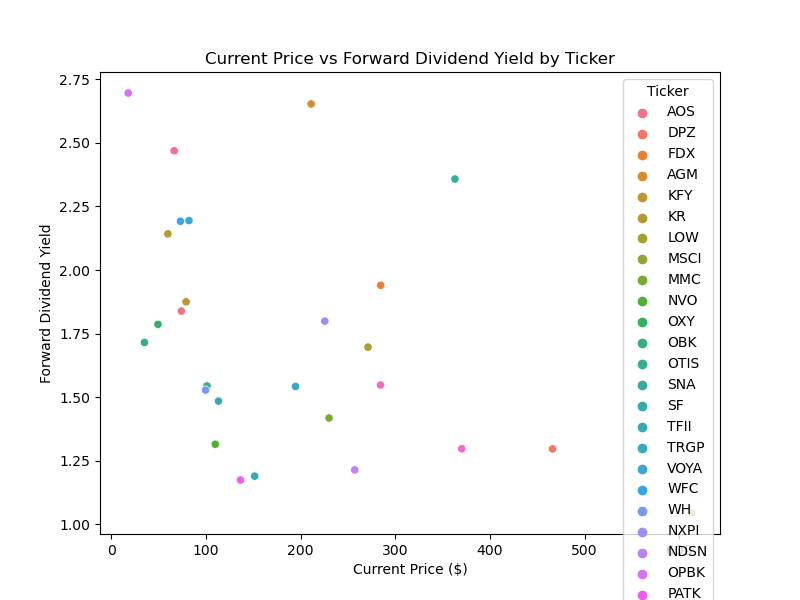 Current Price vs Forward Dividend Yield by Ticker
Forward Dividend Yield
2.75
2.50
2.25
2.00
1.75
1.50
1.25
1.00
0
100
200
300
400
500
Current Price ($)
Ticker
AOS
DPZ
FDX
AGM
KFY
KR
LOW
MSCI
MMC
NVO
OXY
OBK
OTIS
SNA
SF
TFII
TRGP
VOYA
WFC
WH
NXPI
NDSN
OPBK
PATK